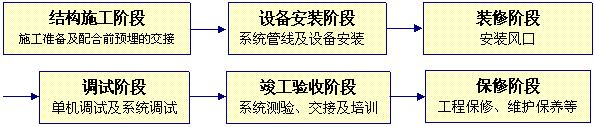 结构施工阶段
施工准备及配合前预埋的交接
设备安装阶段
系统管线及设备安装
装修阶段
安装风口
调试阶段
单机调试及系统调试
竣工验收阶段
系统测验、交接及培训
保修阶段
工程保修、维护保养等